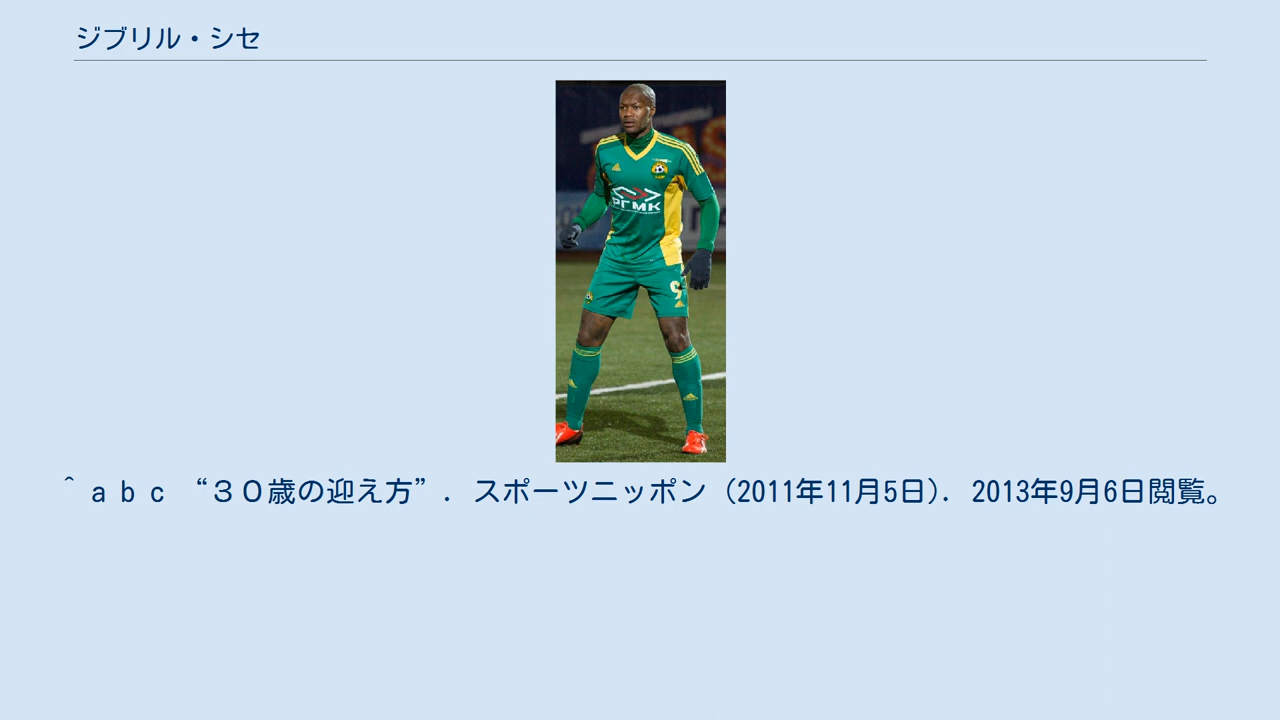 ジブリル・シセ
РГМК
9
^ a b c “３０歳の迎え方”. スポーツニッポン (2011年11月5日). 2013年9月6日閲覧。